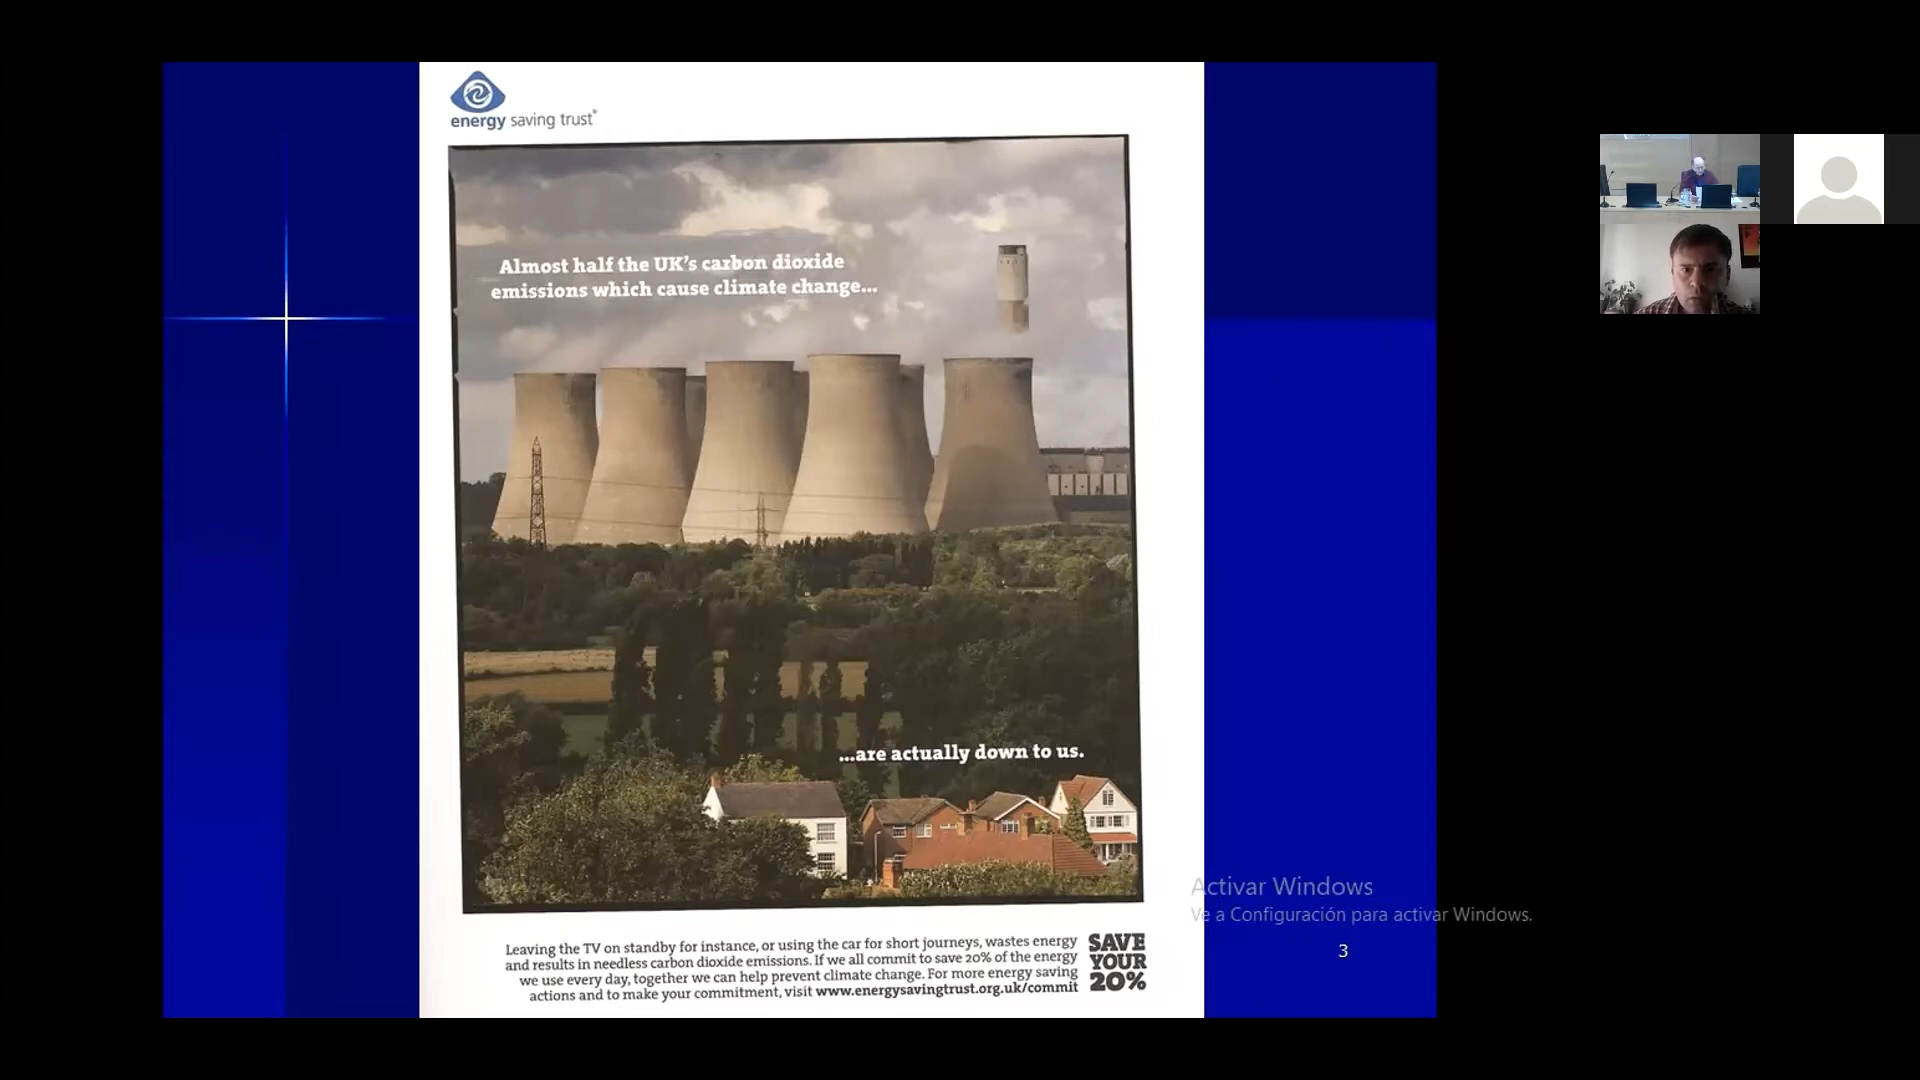 energy saving trust®
Almost half the UK's carbon dioxide
emissions which cause climate change...
...are actually down to us.
Leaving the TV on standby for instance, or using the car for short journeys, wastes energy
and results in needless carbon dioxide emissions. If we all commit to save 20% of the energy
we use every day, together we can help prevent climate change. For more energy saving
actions and to make your commitment, visit www.energysavingtrust.org.uk/commit
SAVE
YOUR
20%
Activar Windows
Ve a Configuración para activar Windows.
3